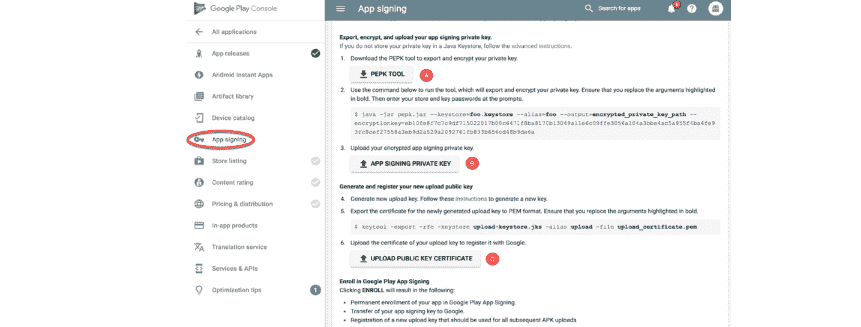 Google Play Console
App signing
Search for apps
All applications
App releases
Android Instant Apps
Artifact library
Device catalog
App signing
Store listing
Content rating
Pricing & distribution
In-app products
Translation service
Services & APIs
Optimization tips
1
Export, encrypt, and upload your app signing private key.
If you do not store your private key in a Java Keystore, follow the advanced instructions.
1. Download the PEPK tool to export and encrypt your private key.
PEPK TOOL
A
2. Use the command below to run the tool, which will export and encrypt your private key. Ensure that you replace the arguments highlighted
in bold. Then enter your store and key passwords at the prompts.
$ java -jar pepk.jar --keystore=foo.keystore --alias=foo --output=encrypted_private_key_path --
3. Upload your encrypted app signing private key.
APP SIGNING PRIVATE KEY
B
Generate and register your new upload public key
4. Generate new upload key. Follow these instructions to generate a new key.
5. Export the certificate for the newly generated upload key to PEM format. Ensure that you replace the arguments highlighted in bold.
$ keytool -export -rfc -keystore upload-keystore.jks -alias upload -file upload_certificate.pem
6. Upload the certificate of your upload key to register it with Google.
UPLOAD PUBLIC KEY CERTIFICATE
C
Enroll in Google Play App Signing
Clicking ENROLL will result in the following:
• Permanent enrollment of your app in Google Play App Signing.
• Transfer of your app signing key to Google.
• Registration of a new upload key that should be used for all subsequent APK uploads